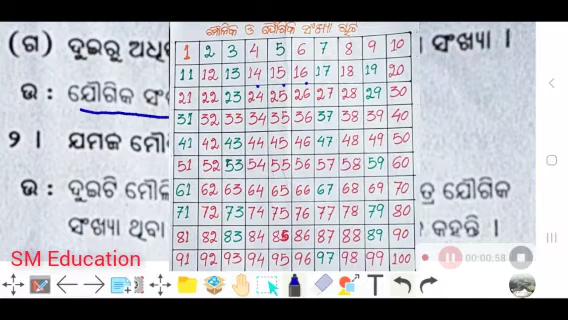 ମୌଳିକ ଓ ଯୌଗିକ ସଂଖ୍ୟା ଚାର୍ଟ
1 2 3 4 5 6 7 8 9 10
(ଗ) ଦୁଇରୁ ଅଧିକ ସଂଖ୍ୟା ।
11 12 13 14 15 16 17 18 19 20
ଉ : ଯୌଗିକ
21 22 23 24 25 26 27 28 29 30
31 32 33 34 35 36 37 38 39 40
୨ । ଯମଜ
41 42 43 44 45 46 47 48 49 50
51 52 53 54 55 56 57 58 59 60
ଉ : ଦୁଇଟି ଯୌଗିକ
61 62 63 64 65 66 67 68 69 70
71 72 73 74 75 76 77 78 79 80
ସଂଖ୍ୟା ଥିବା କହନ୍ତି ।
81 82 83 84 85 86 87 88 89 90
SM Education
91 92 93 94 95 96 97 98 99 100
00:00:58